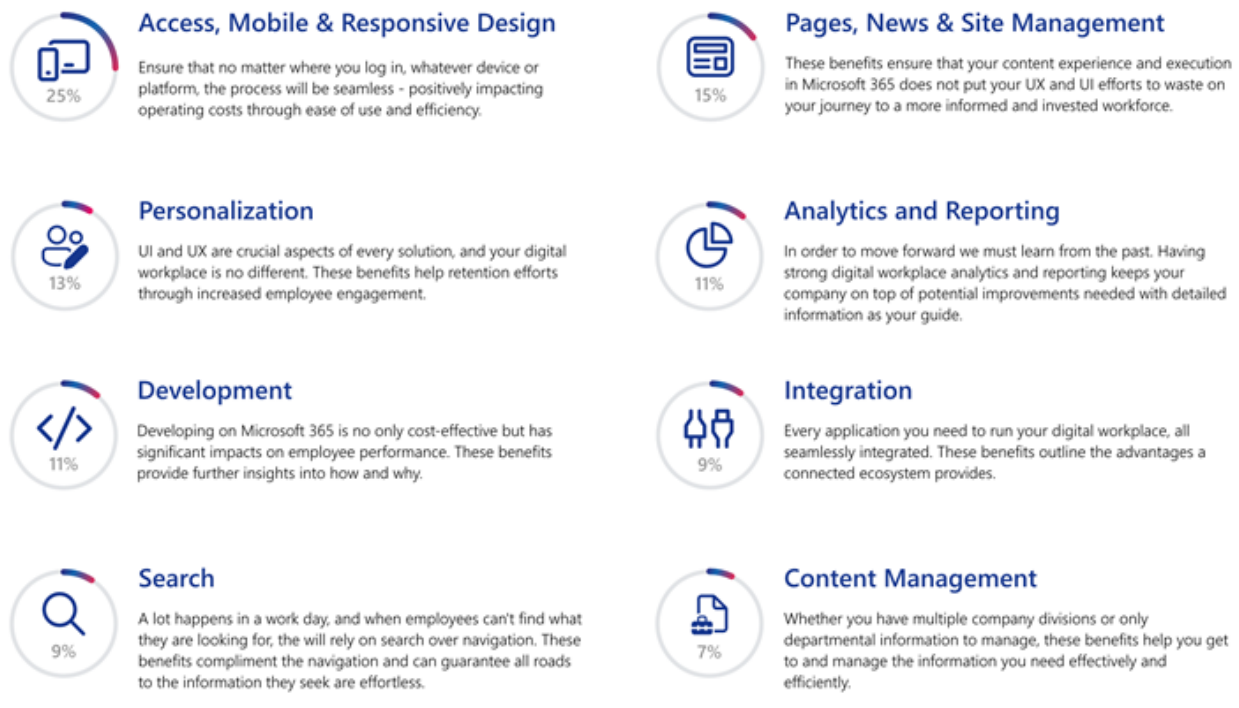 Access, Mobile & Responsive Design
Ensure that no matter where you log in, whatever device or
platform, the process will be seamless - positively impacting
operating costs through ease of use and efficiency.
25%
Pages, News & Site Management
These benefits ensure that your content experience and execution
in Microsoft 365 does not put your UX and UI efforts to waste on
your journey to a more informed and invested workforce.
15%
Personalization
UI and UX are crucial aspects of every solution, and your digital
workplace is no different. These benefits help retention efforts
through increased employee engagement.
13%
Analytics and Reporting
In order to move forward we must learn from the past. Having
strong digital workplace analytics and reporting keeps your
company on top of potential improvements needed with detailed
information as your guide.
11%
Development
Developing on Microsoft 365 is no only cost-effective but has
significant impacts on employee performance. These benefits
provide further insights into how and why.
11%
Integration
Every application you need to run your digital workplace, all
seamlessly integrated. These benefits outline the advantages a
connected ecosystem provides.
9%
Search
A lot happens in a work day, and when employees can't find what
they are looking for, the will rely on search over navigation. These
benefits compliment the navigation and can guarantee all roads
to the information they seek are effortless.
9%
Content Management
Whether you have multiple company divisions or only
departmental information to manage, these benefits help you get
to and manage the information you need effectively and
efficiently.
7%